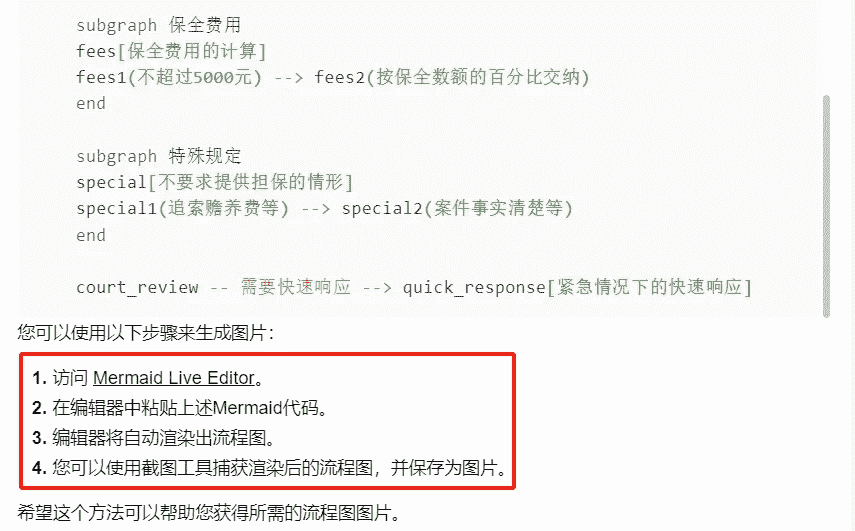 subgraph 保全费用
fees[保全费用的计算]
fees1(不超过5000元) --> fees2(按保全数额的百分比交纳)
end
subgraph 特殊规定
special[不要求提供担保的情形]
special1(追索赡养费等) --> special2(案件事实清楚等)
end
court_review -- 需要快速响应 --> quick_response[紧急情况下的快速响应]
您可以使用以下步骤来生成图片：
1. 访问 Mermaid Live Editor。
2. 在编辑器中粘贴上述Mermaid代码。
3. 编辑器将自动渲染出流程图。
4. 您可以使用截图工具捕获渲染后的流程图，并保存为图片。
希望这个方法可以帮助您获得所需的流程图图片。